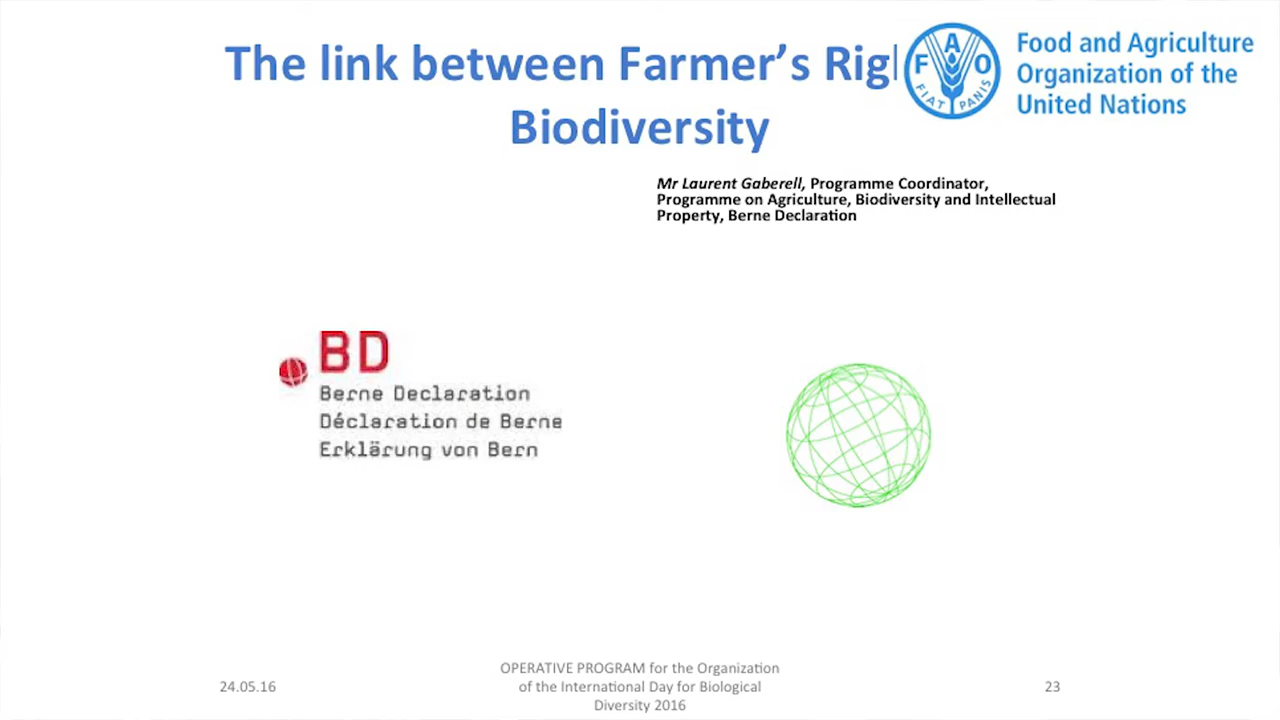 The link between Farmer's Rig
Biodiversity
FAO
FIAT PANIS
Food and Agriculture
Organization of the
United Nations
Mr Laurent Gaberell, Programme Coordinator,
Programme on Agriculture, Biodiversity and Intellectual
Property, Berne Declaration
BD
Berne Declaration
Déclaration de Berne
Erklärung von Bern
24.05.16
OPERATIVE PROGRAM for the Organization
of the International Day for Biological
Diversity 2016
23